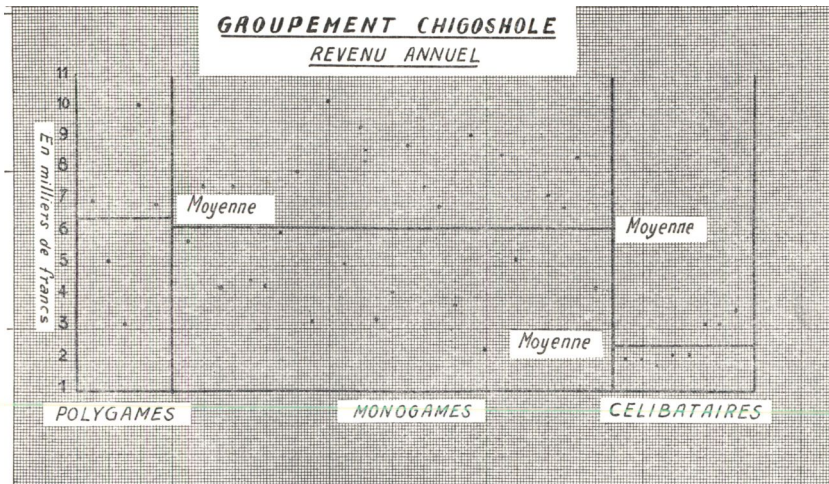 GROUPEMENT CHIGOSHOLE
REVENU ANNUEL
En milliers de francs
11
10
9
8
7
6
5
4
3
2
1
Moyenne
Moyenne
Moyenne
POLYGAMES
MONOGAMES
CELIBATAIRES